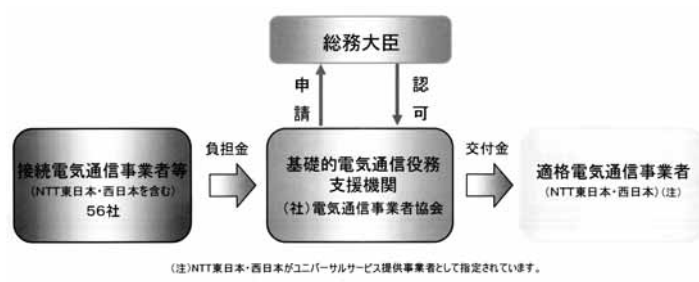 総務大臣
申請
認可
接続電気通信事業者等
(NTT東日本・西日本を含む)
56社
負担金
基礎的電気通信役務
支援機関
(社)電気通信事業者協会
交付金
適格電気通信事業者
(NTT東日本・西日本)(注)
(注)NTT東日本・西日本がユニバーサルサービス提供事業者として指定されています。